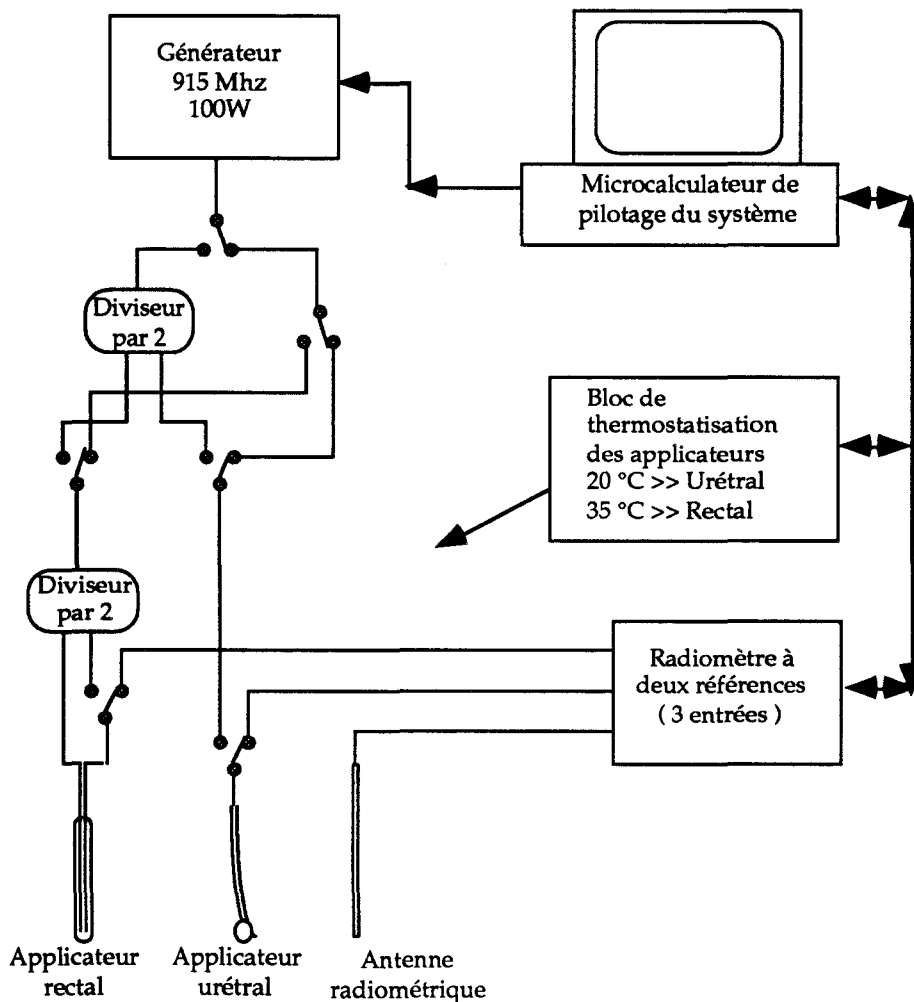 Générateur
915 Mhz
100W
Microcalculateur de
pilotage du système
Diviseur
par 2
Bloc de
thermostatisation
des applicateurs
20 °C >> Urétral
35 °C >> Rectal
Diviseur
par 2
Radiomètre à
deux références
( 3 entrées )
Applicateur
rectal
Applicateur
urétral
Antenne
radiométrique